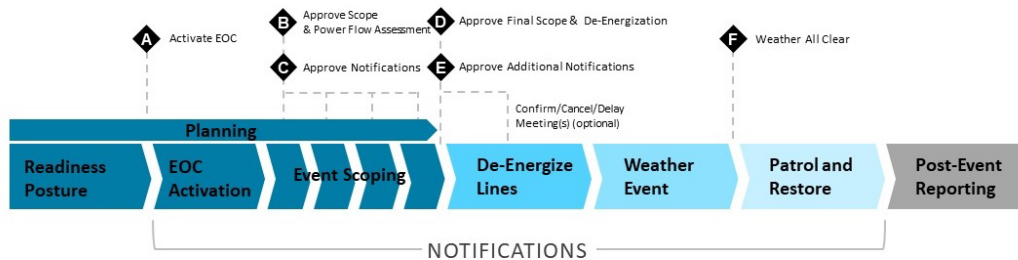 A Activate EOC
B Approve Scope
& Power Flow Assessment
C Approve Notifications
D Approve Final Scope & De-Energization
E Approve Additional Notifications
F Weather All Clear
Confirm/Cancel/Delay
Meeting(s) (optional)
Planning
Readiness
Posture
EOC
Activation
Event Scoping
De-Energize
Lines
Weather
Event
Patrol and
Restore
Post-Event
Reporting
NOTIFICATIONS